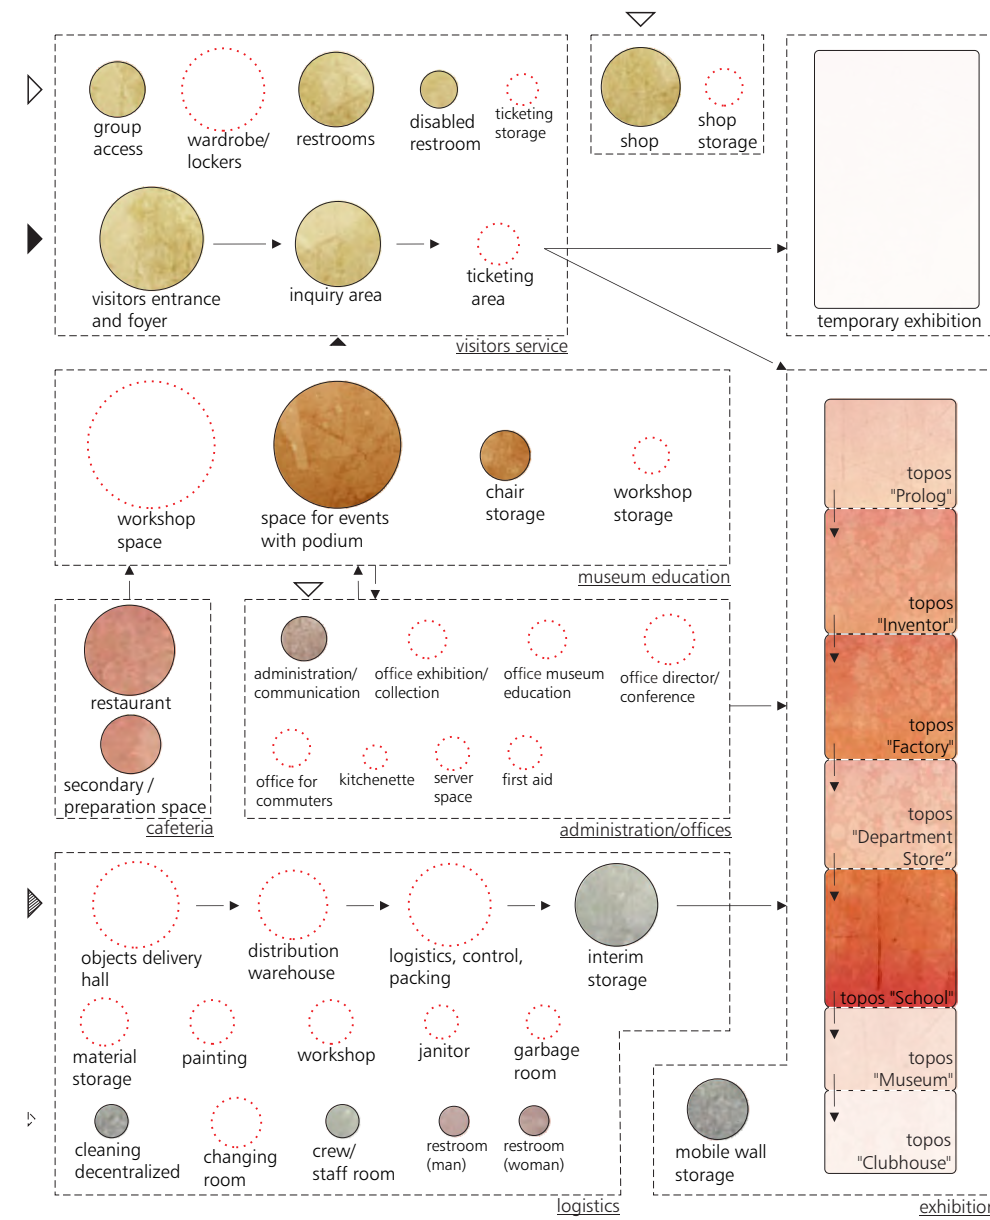 group
access
wardrobe/
lockers
restrooms
disabled
restroom
ticketing
storage
shop
shop
storage
visitors entrance
and foyer
inquiry area
ticketing
area
visitors service
temporary exhibition
workshop
space
space for events
with podium
chair
storage
workshop
storage
museum education
restaurant
secondary /
preparation space
cafeteria
administration/
communication
office exhibition/
collection
office museum
education
office director/
conference
office for
commuters
kitchenette
server
space
first aid
administration/offices
objects delivery
hall
distribution
warehouse
logistics, control,
packing
interim
storage
material
storage
painting
workshop
janitor
garbage
room
cleaning
decentralized
changing
room
crew/
staff room
restroom
(man)
restroom
(woman)
logistics
topos
"Prolog"
topos
"Inventor"
topos
"Factory"
topos
"Department
Store”
topos "School"
topos
"Museum"
topos
"Clubhouse"
mobile wall
storage
exhibition